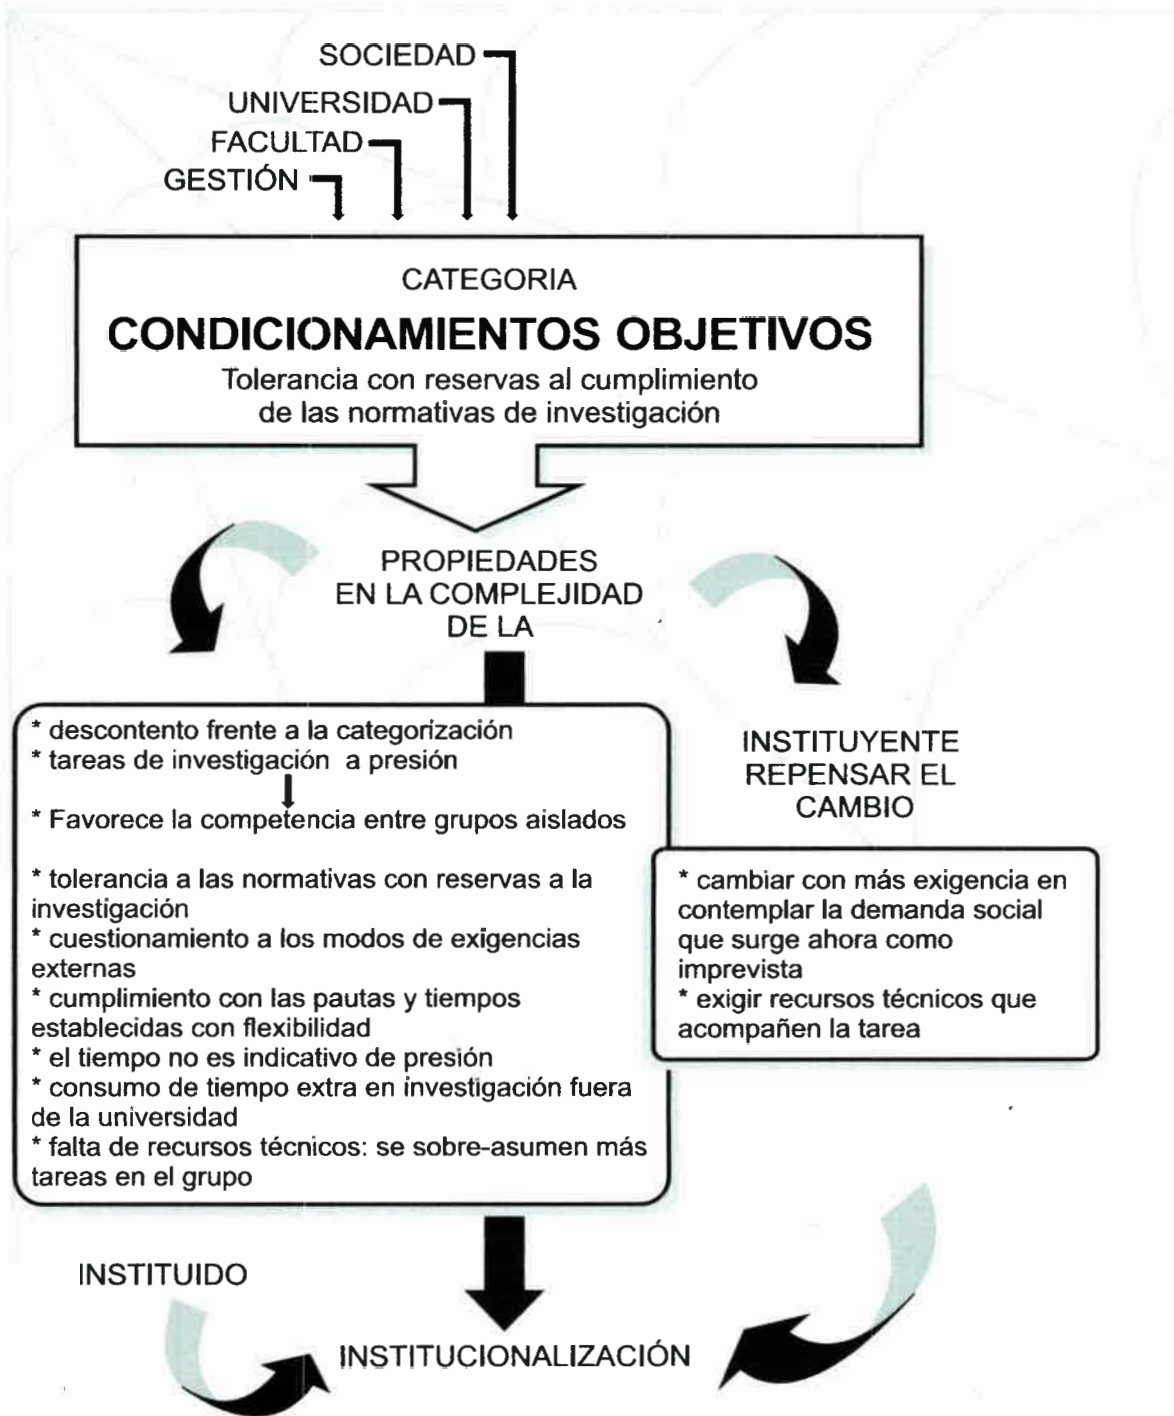 SOCIEDAD
UNIVERSIDAD
FACULTAD
GESTIÓN
CATEGORIA
CONDICIONAMIENTOS OBJETIVOS
Tolerancia con reservas al cumplimiento
de las normativas de investigación
PROPIEDADES
EN LA COMPLEJIDAD
DE LA
* descontento frente a la categorización
* tareas de investigación a presión
* Favorece la competencia entre grupos aislados
* tolerancia a las normativas con reservas a la
investigación
* cuestionamiento a los modos de exigencias
externas
* cumplimiento con las pautas y tiempos
establecidas con flexibilidad
* el tiempo no es indicativo de presión
* consumo de tiempo extra en investigación fuera
de la universidad
* falta de recursos técnicos: se sobre-asumen más
tareas en el grupo
INSTITUYENTE
REPENSAR EL
CAMBIO
* cambiar con más exigencia en
contemplar la demanda social
que surge ahora como
imprevista
* exigir recursos técnicos que
acompañen la tarea
INSTITUIDO
INSTITUCIONALIZACIÓN